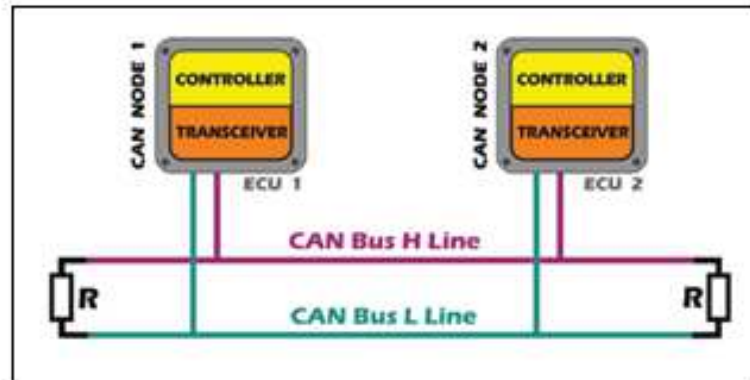 CAN NODE 1
CONTROLLER
TRANSCEIVER
ECU 1
CAN NODE 2
CONTROLLER
TRANSCEIVER
ECU 2
CAN Bus H Line
R
R
CAN Bus L Line